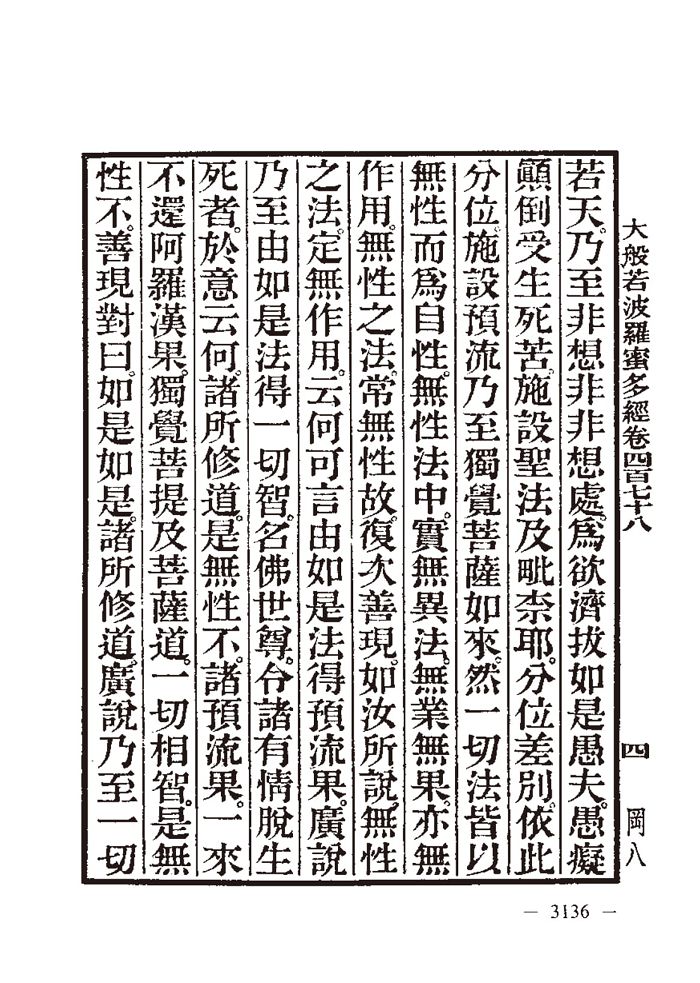 大般若波羅蜜多經卷四百七十八 四 岡八
若天。乃至非想非非想處。爲欲濟拔如是愚夫。愚癡
顚倒受生死苦。施設聖法及毗柰耶。分位差別。依此
分位。施設預流乃至獨覺菩薩如來。然一切法皆以
無性而爲自性。無性法中。實無異法。無業無果。亦無
作用。無性之法。常無性故。復次善現。如汝所說。無性
之法。定無作用。云何可言由如是法得預流果。廣說
乃至由如是法得一切智。名佛世尊。令諸有情脫生
死者。於意云何。諸所修道。是無性不。諸預流果。一來
不還阿羅漢果。獨覺菩提及菩薩道。一切相智。是無
性不。善現對曰。如是如是。諸所修道。廣說乃至一切
— 3136 —